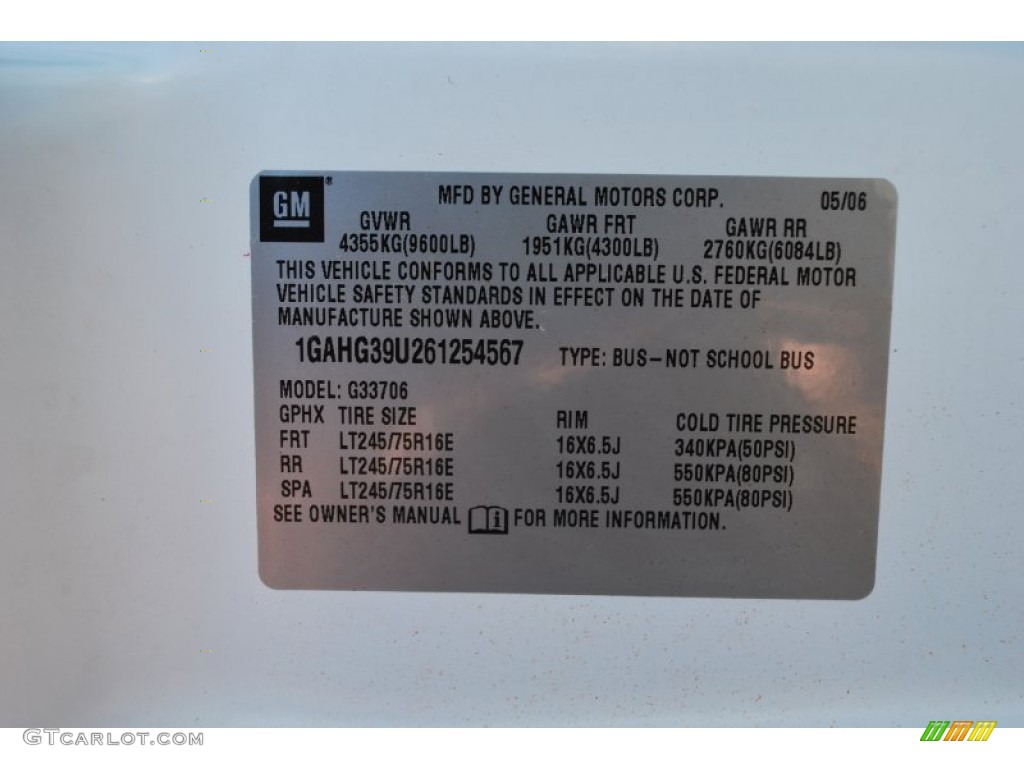 GM® MFD BY GENERAL MOTORS CORP. 05/06
GVWR GAWR FRT GAWR RR
4355KG(9600LB) 1951KG(4300LB) 2760KG(6084LB)
THIS VEHICLE CONFORMS TO ALL APPLICABLE U.S. FEDERAL MOTOR
VEHICLE SAFETY STANDARDS IN EFFECT ON THE DATE OF
MANUFACTURE SHOWN ABOVE.
1GAHG39U261254567 TYPE: BUS-NOT SCHOOL BUS
MODEL: G33706
GPHX TIRE SIZE RIM COLD TIRE PRESSURE
FRT LT245/75R16E 16X6.5J 340KPA(50PSI)
RR LT245/75R16E 16X6.5J 550KPA(80PSI)
SPA LT245/75R16E 16X6.5J 550KPA(80PSI)
SEE OWNER'S MANUAL i FOR MORE INFORMATION.
GTCarlot.com